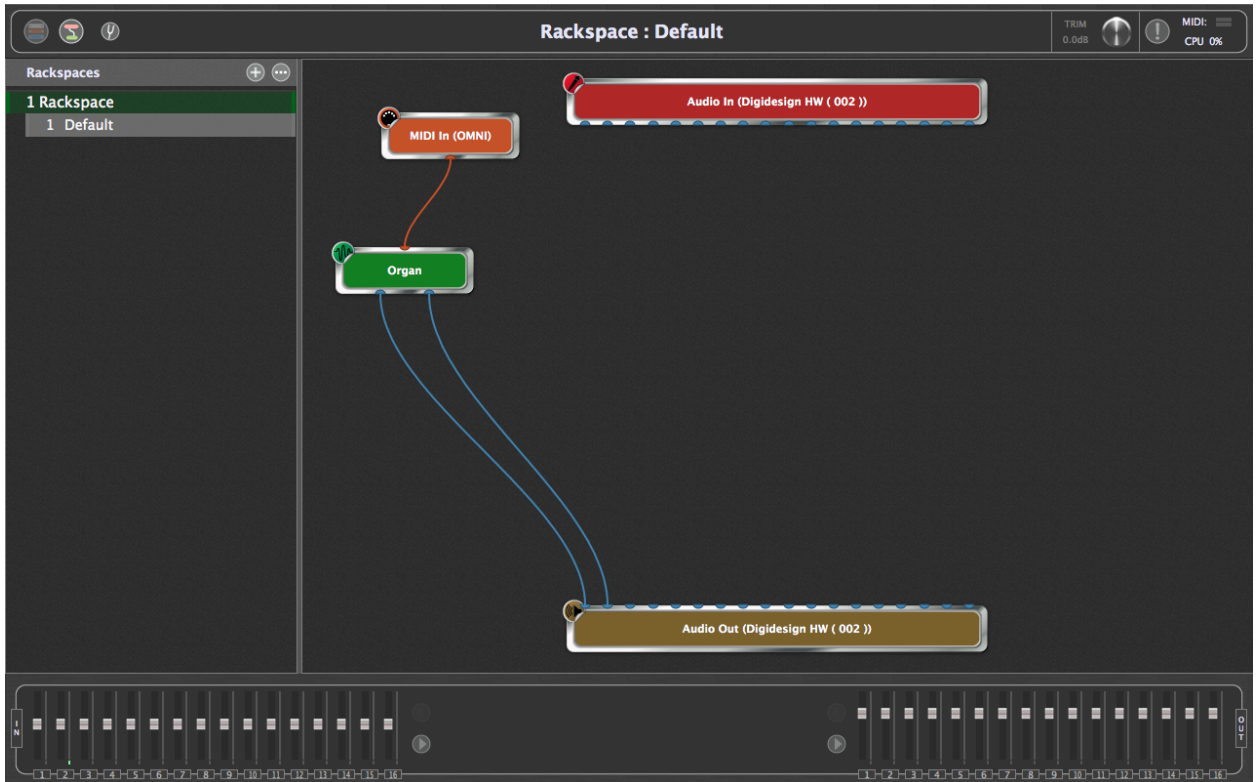 Rackspace : Default
TRIM
0.0dB
MIDI:
CPU 0%
Rackspaces
1 Rackspace
1 Default
Audio In (Digidesign HW ( 002 ))
MIDI In (OMNI)
Organ
Audio Out (Digidesign HW ( 002 ))
IN
1 2 3 4 5 6 7 8 9 10 11 12 13 14 15 16
1 2 3 4 5 6 7 8 9 10 11 12 13 14 15 16
OUT